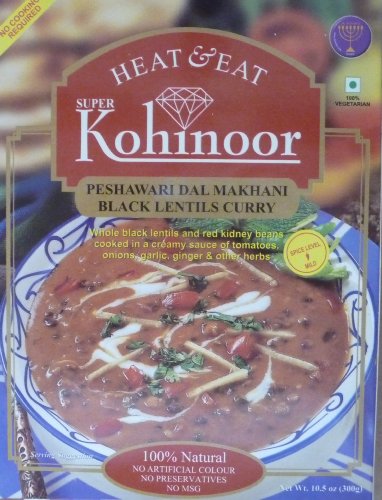 NO COOKING
REQUIRED
HEAT & EAT
100%
VEGETARIAN
SUPER
Kohinoor
PESHAWARI DAL MAKHANI
BLACK LENTILS CURRY
Whole black lentils and red kidney beans
cooked in a creamy sauce of tomatoes,
onions, garlic, ginger & other herbs
SPICE LEVEL
MILD
Serving Suggestion
100% Natural
NO ARTIFICIAL COLOUR
NO PRESERVATIVES
NO MSG
Net Wt. 10.5 oz (300g)